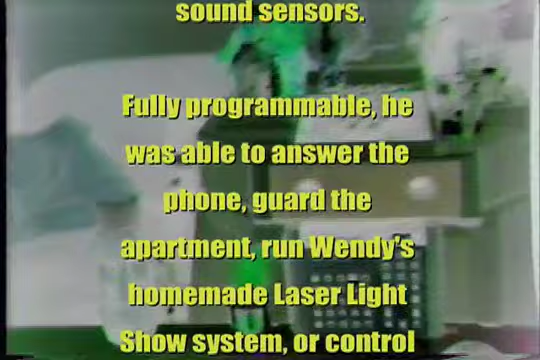 sound sensors.
Fully programmable, he
was able to answer the
phone, guard the
apartment, run Wendy's
homemade Laser Light
Show system, or control